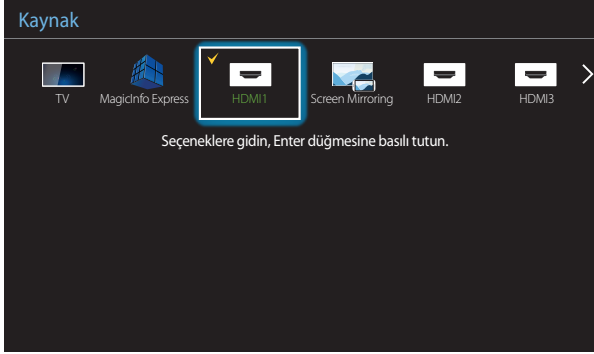 Kaynak
TV MagicInfo Express HDMI1 Screen Mirroring HDMI2 HDMI3
Seçeneklere gidin, Enter düğmesine basılı tutun.